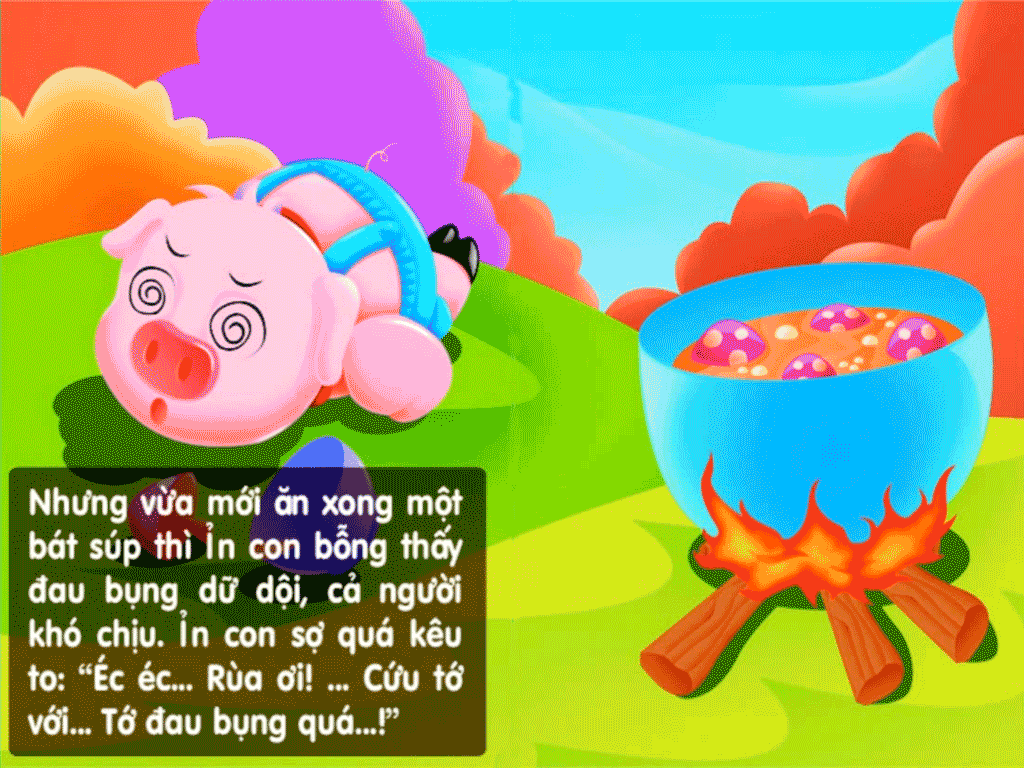 Nhưng vừa mới ăn xong một
bát súp thì Ỉn con bỗng thấy
đau bụng dữ dội, cả người
khó chịu. Ỉn con sợ quá kêu
to: “Éc éc... Rùa ơi! ... Cứu tớ
với... Tớ đau bụng quá...!”